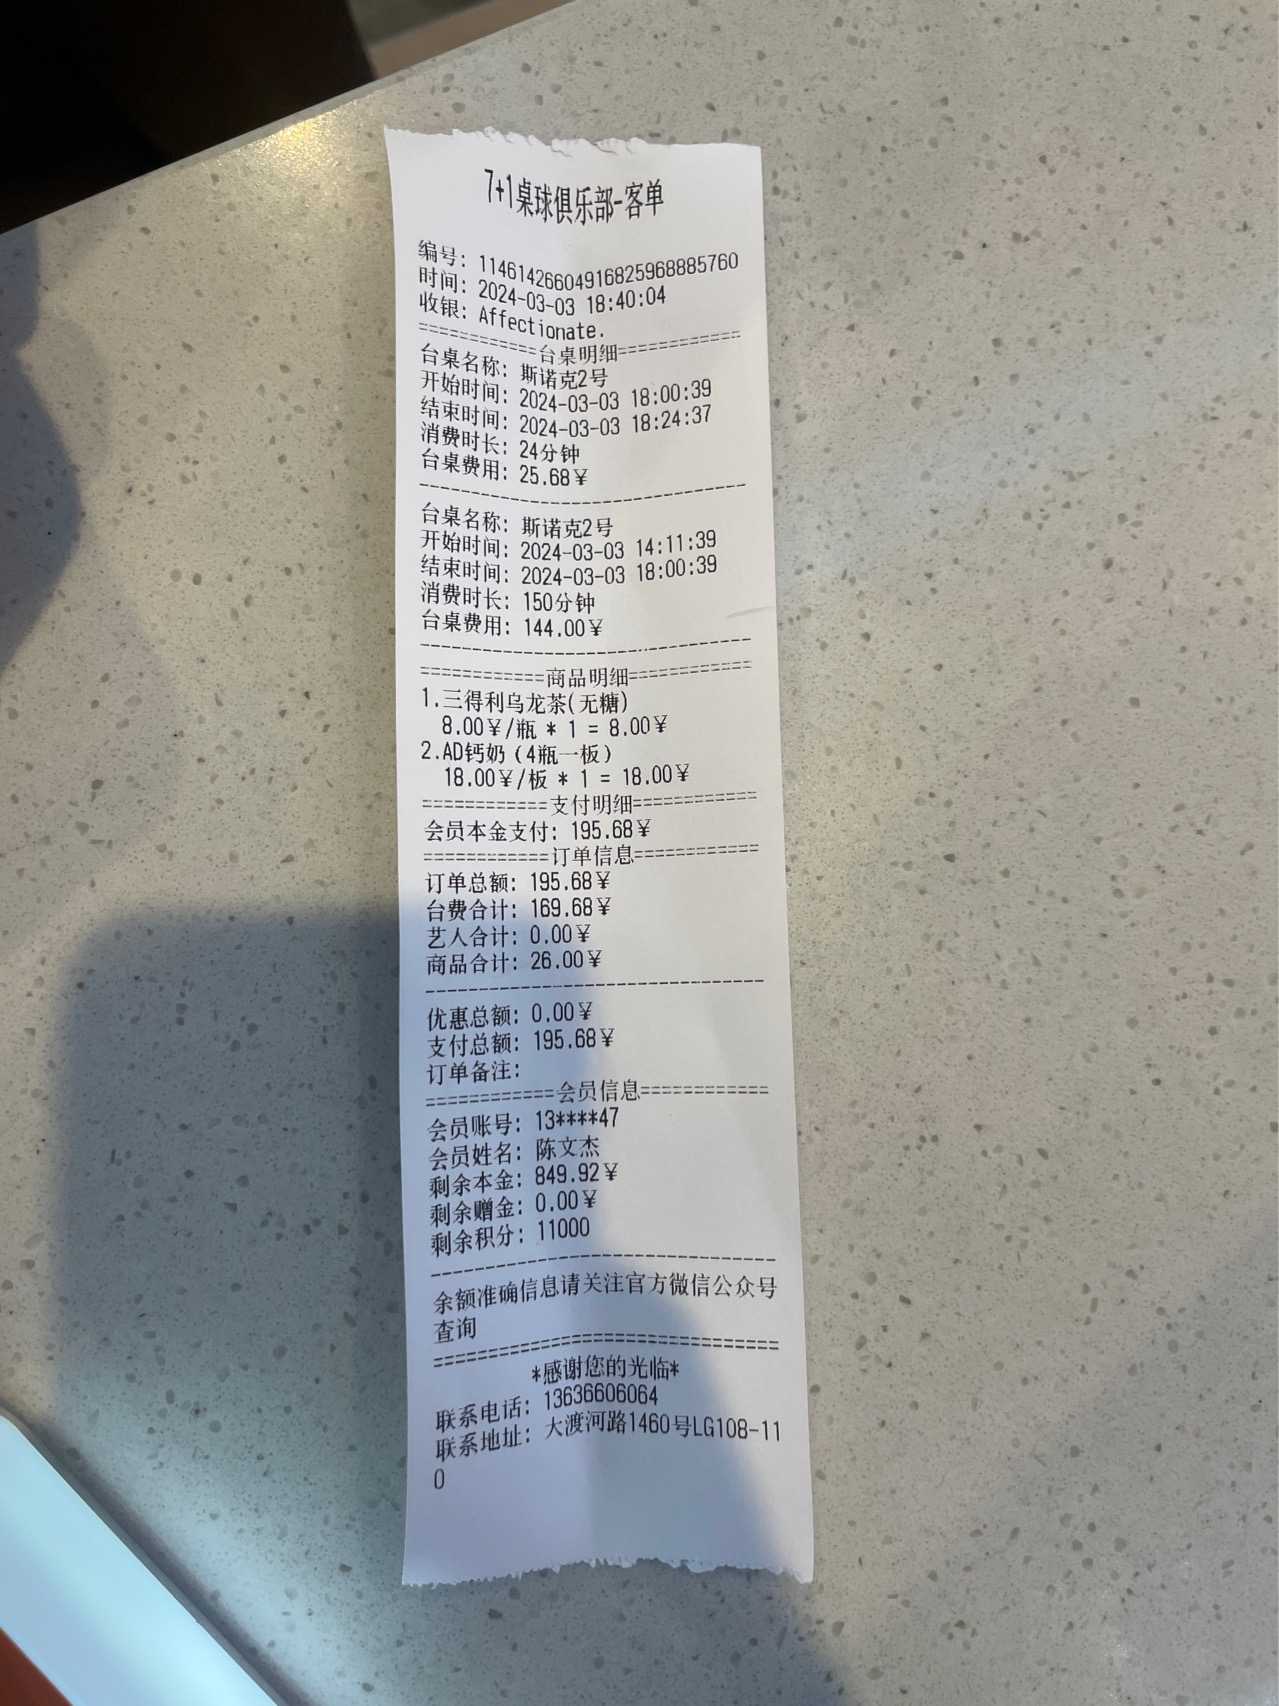 7+1桌球俱乐部-客单
编号: 11461426604916825968885760
时间: 2024-03-03 18:40:04
收银: Affectionate.
============台桌明细============
台桌名称: 斯诺克2号
开始时间: 2024-03-03 18:00:39
结束时间: 2024-03-03 18:24:37
消费时长: 24分钟
台桌费用: 25.68¥
--------------------------------
台桌名称: 斯诺克2号
开始时间: 2024-03-03 14:11:39
结束时间: 2024-03-03 18:00:39
消费时长: 150分钟
台桌费用: 144.00¥
--------------------------------
============商品明细============
1.三得利乌龙茶(无糖)
8.00¥/瓶 * 1 = 8.00¥
2.AD钙奶（4瓶一板）
18.00¥/板 * 1 = 18.00¥
============支付明细============
会员本金支付: 195.68¥
============订单信息============
订单总额: 195.68¥
台费合计: 169.68¥
艺人合计: 0.00¥
商品合计: 26.00¥
--------------------------------
优惠总额: 0.00¥
支付总额: 195.68¥
订单备注:
============会员信息============
会员账号: 13****47
会员姓名: 陈文杰
剩余本金: 849.92¥
剩余赠金: 0.00¥
剩余积分: 11000
--------------------------------
余额准确信息请关注官方微信公众号
查询
================================
*感谢您的光临*
联系电话: 13636606064
联系地址: 大渡河路1460号LG108-11
0